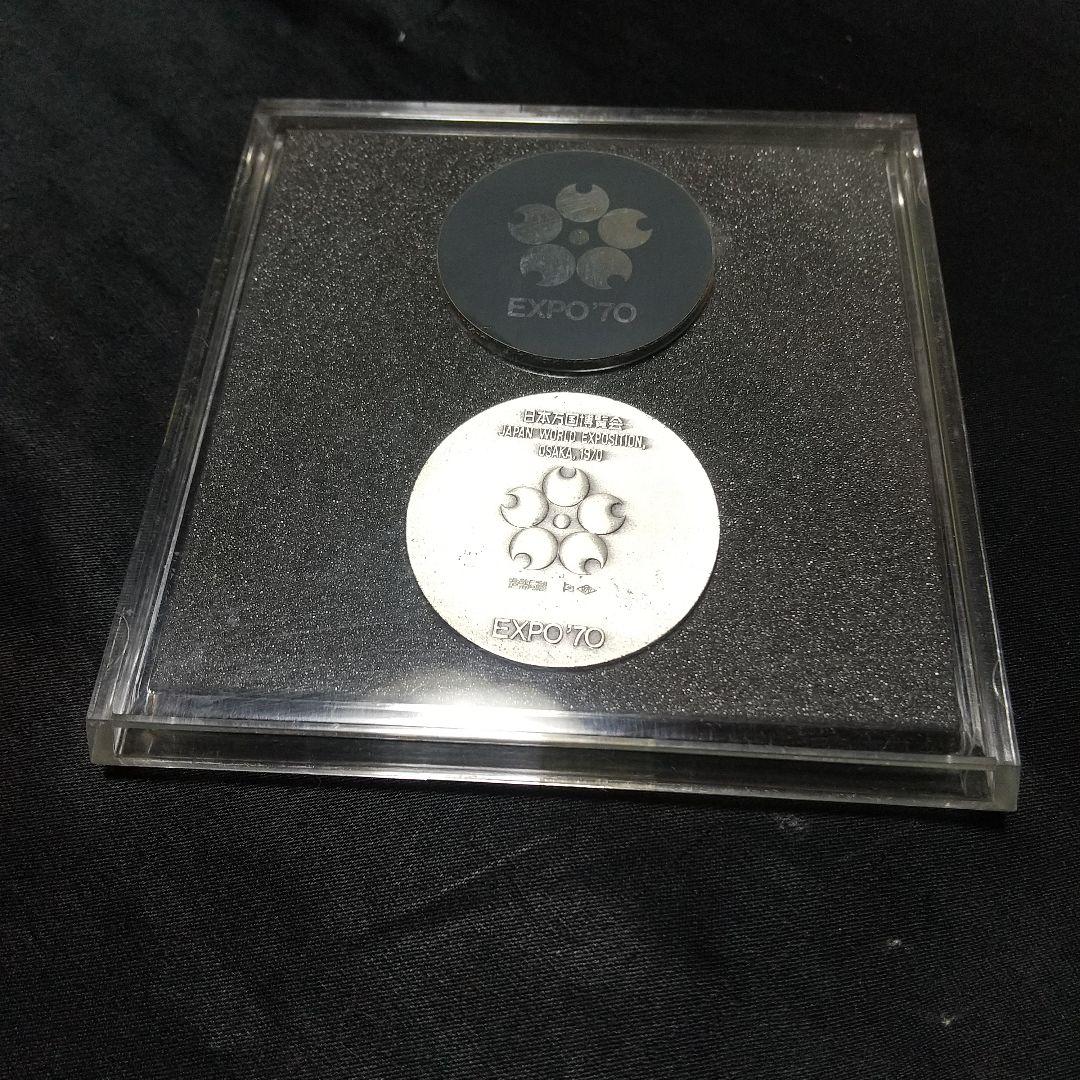 EXPO'70
日本万国博覧会
JAPAN WORLD EXPOSITION,
OSAKA, 1970
EXPO'70